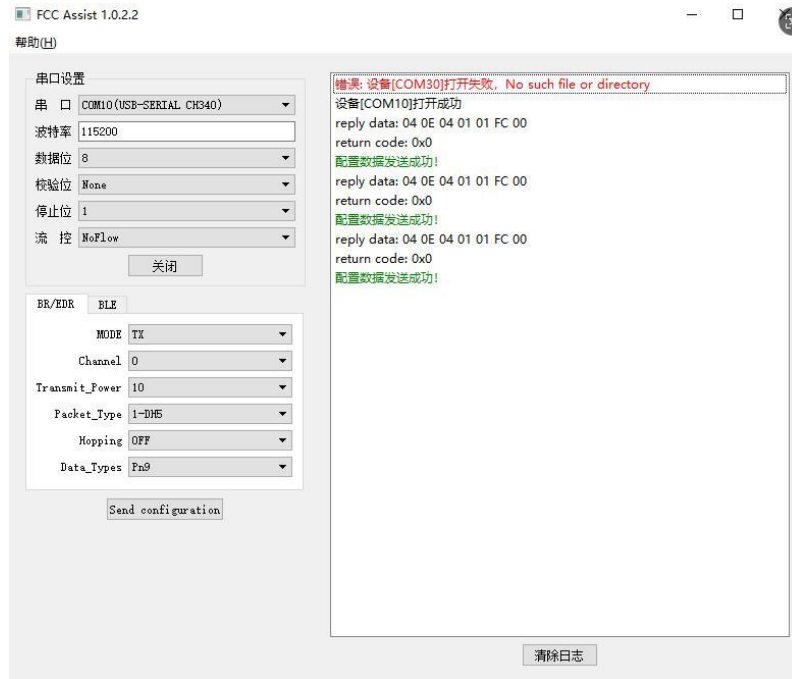 FCC Assist 1.0.2.2
帮助(H)
串口设置
串 口 COM10(USB-SERIAL CH340)
波特率 115200
数据位 8
校验位 None
停止位 1
流 控 NoFlow
关闭
BR/EDR BLE
MODE TX
Channel 0
Transmit_Power 10
Packet_Type 1-DH5
Hopping OFF
Data_Types Pn9
Send configuration
错误: 设备[COM30]打开失败，No such file or directory
设备[COM10]打开成功
reply data: 04 0E 04 01 01 FC 00
return code: 0x0
配置数据发送成功!
reply data: 04 0E 04 01 01 FC 00
return code: 0x0
配置数据发送成功!
reply data: 04 0E 04 01 01 FC 00
return code: 0x0
配置数据发送成功!
清除日志